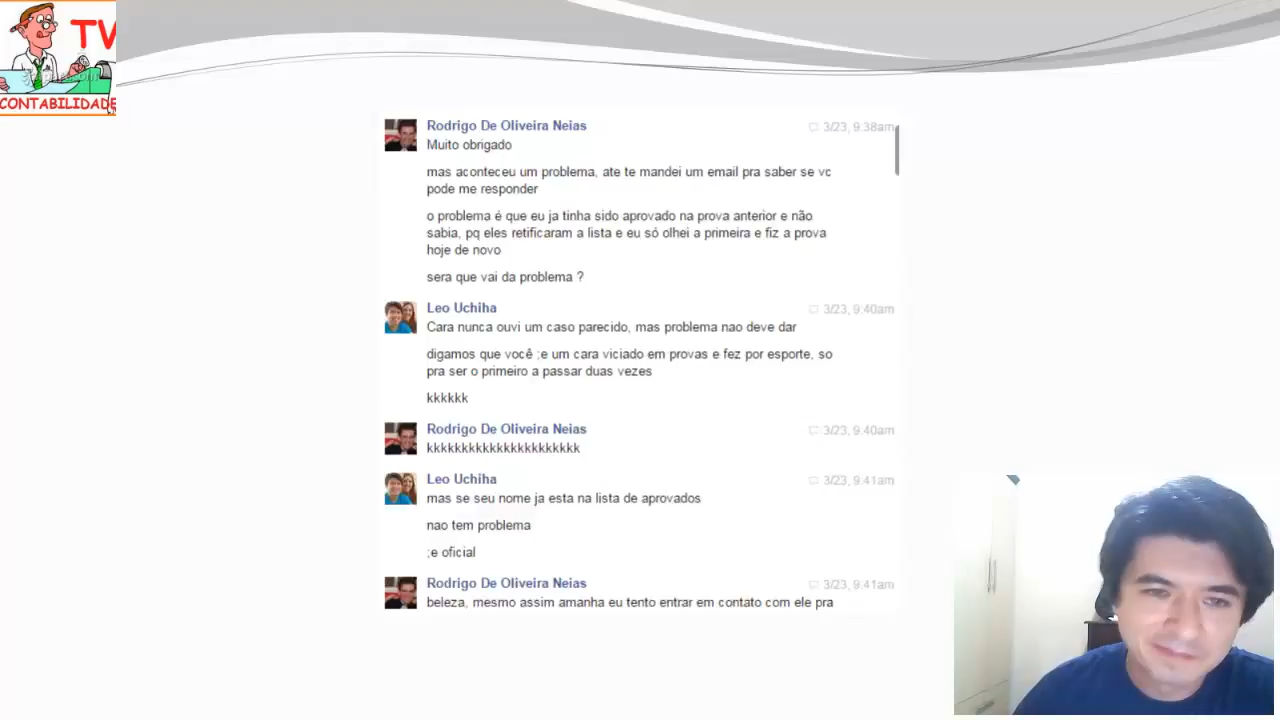 TV
CONTABILIDADE
Rodrigo De Oliveira Neias 3/23, 9:38am
Muito obrigado
mas aconteceu um problema, ate te mandei um email pra saber se vc
pode me responder
o problema é que eu ja tinha sido aprovado na prova anterior e não
sabia, pq eles retificaram a lista e eu só olhei a primeira e fiz a prova
hoje de novo
sera que vai da problema ?
Leo Uchiha 3/23, 9:40am
Cara nunca ouvi um caso parecido, mas problema nao deve dar
digamos que você ;e um cara viciado em provas e fez por esporte, so
pra ser o primeiro a passar duas vezes
kkkkkk
Rodrigo De Oliveira Neias 3/23, 9:40am
kkkkkkkkkkkkkkkkkkkkkk
Leo Uchiha 3/23, 9:41am
mas se seu nome ja esta na lista de aprovados
nao tem problema
;e oficial
Rodrigo De Oliveira Neias 3/23, 9:41am
beleza, mesmo assim amanha eu tento entrar em contato com ele pra